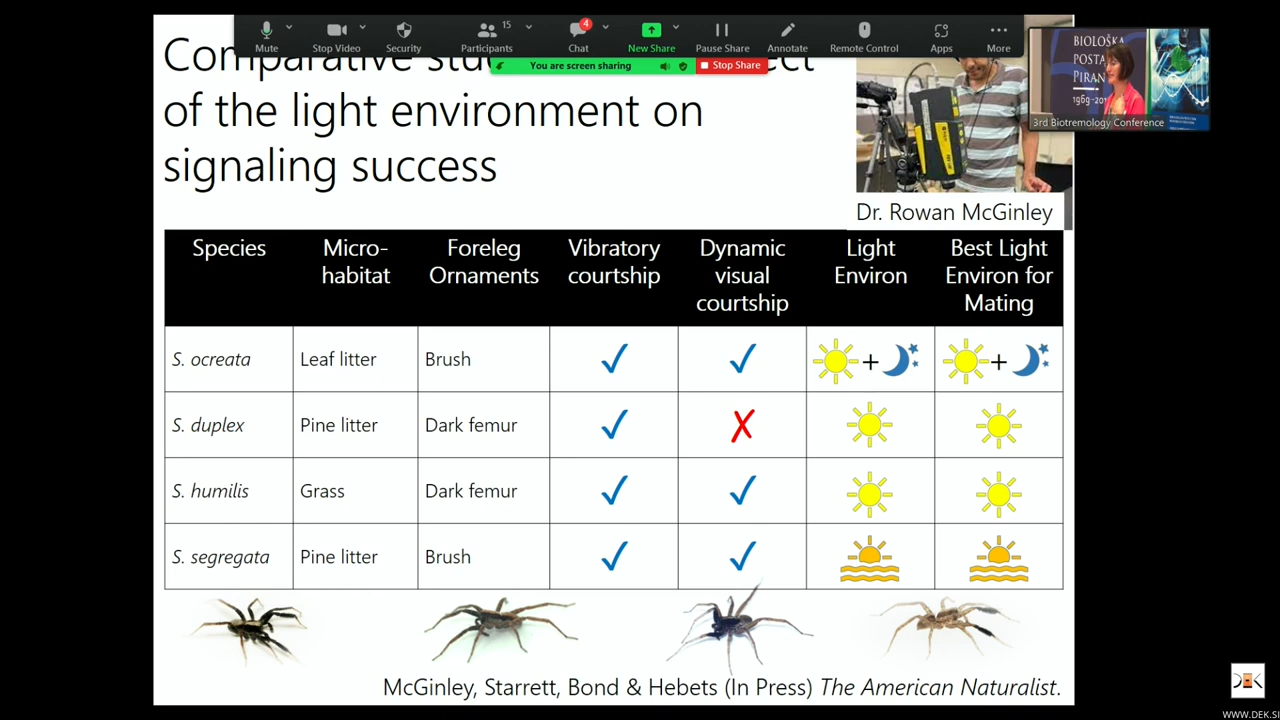 Mute
Stop Video
Security
15
Participants
4
Chat
New Share
Pause Share
Annotate
Remote Control
Apps
More
You are screen sharing
Stop Share
of the light environment on
signaling success
BIOLOŠKA
POSTA
PIRAN
3rd Biotremology Conference
Dr. Rowan McGinley
Species
Micro-
habitat
Foreleg
Ornaments
Vibratory
courtship
Dynamic
visual
courtship
Light
Environ
Best Light
Environ for
Mating
S. ocreata
Leaf litter
Brush
+
+
S. duplex
Pine litter
Dark femur
S. humilis
Grass
Dark femur
S. segregata
Pine litter
Brush
McGinley, Starrett, Bond & Hebets (In Press) The American Naturalist.
WWW.DEK.SI